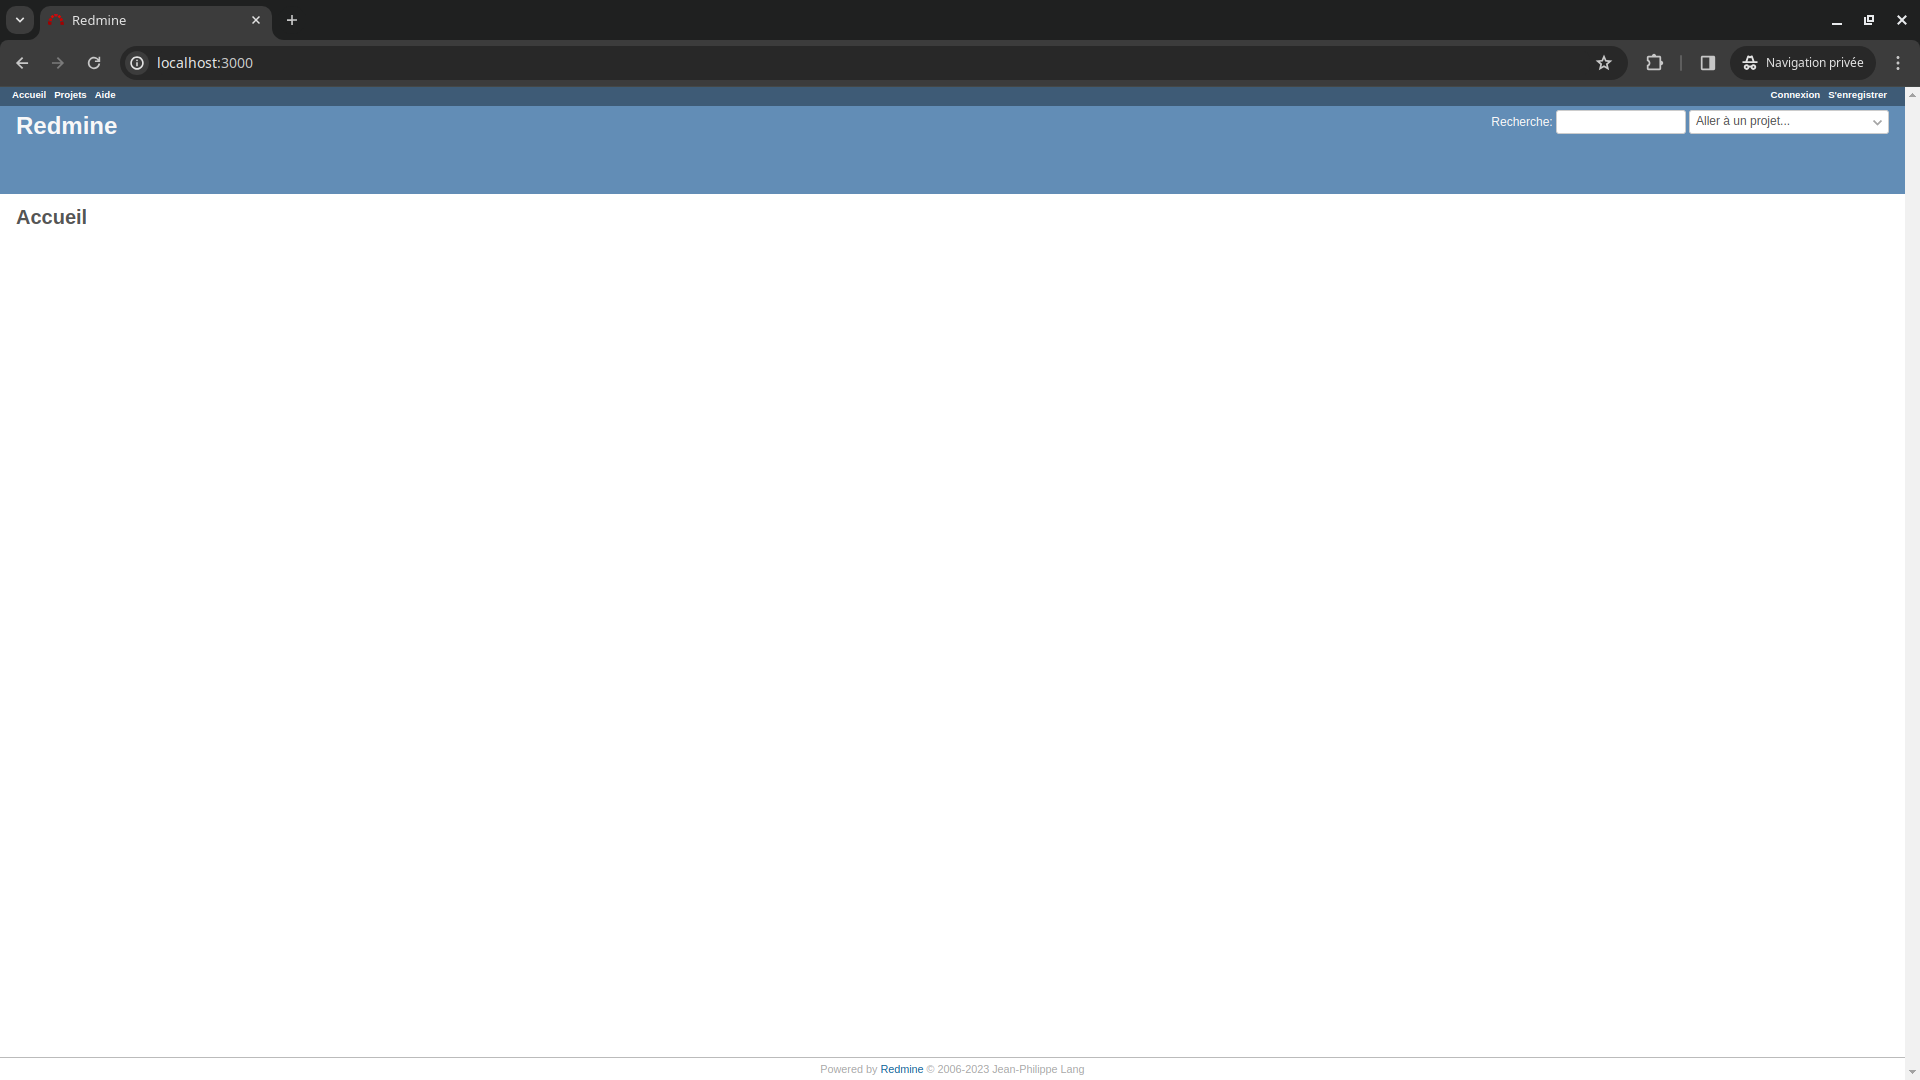 Redmine
localhost:3000
Navigation privée
Accueil Projets Aide
Connexion S'enregistrer
Redmine
Recherche: Aller à un projet...
Accueil
Powered by Redmine © 2006-2023 Jean-Philippe Lang